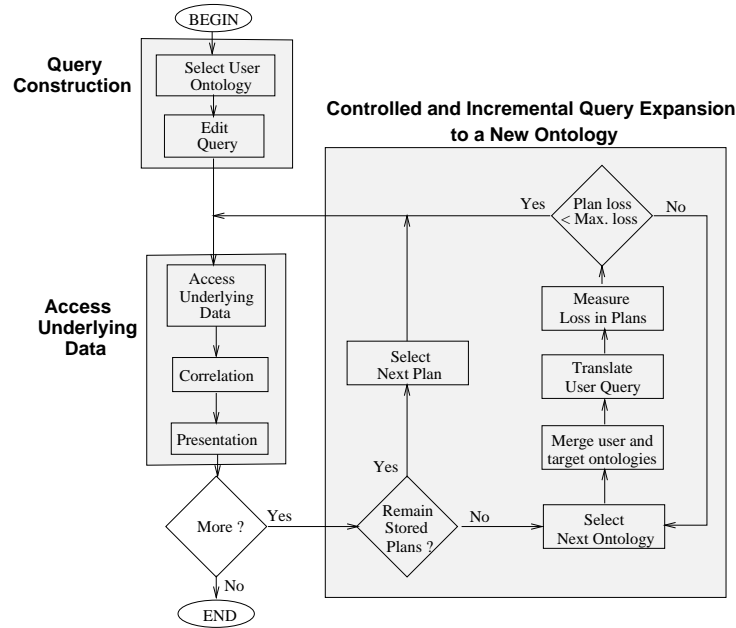 BEGIN
Query
Construction
Select User
Ontology
Edit
Query
Controlled and Incremental Query Expansion
to a New Ontology
Yes
Plan loss
< Max. loss
No
Access
Underlying
Data
Access
Underlying
Data
Measure
Loss in Plans
Select
Next Plan
Translate
User Query
Correlation
Merge user and
target ontologies
Presentation
Yes
More ?
Yes
Remain
Stored
Plans ?
No
Select
Next Ontology
No
END